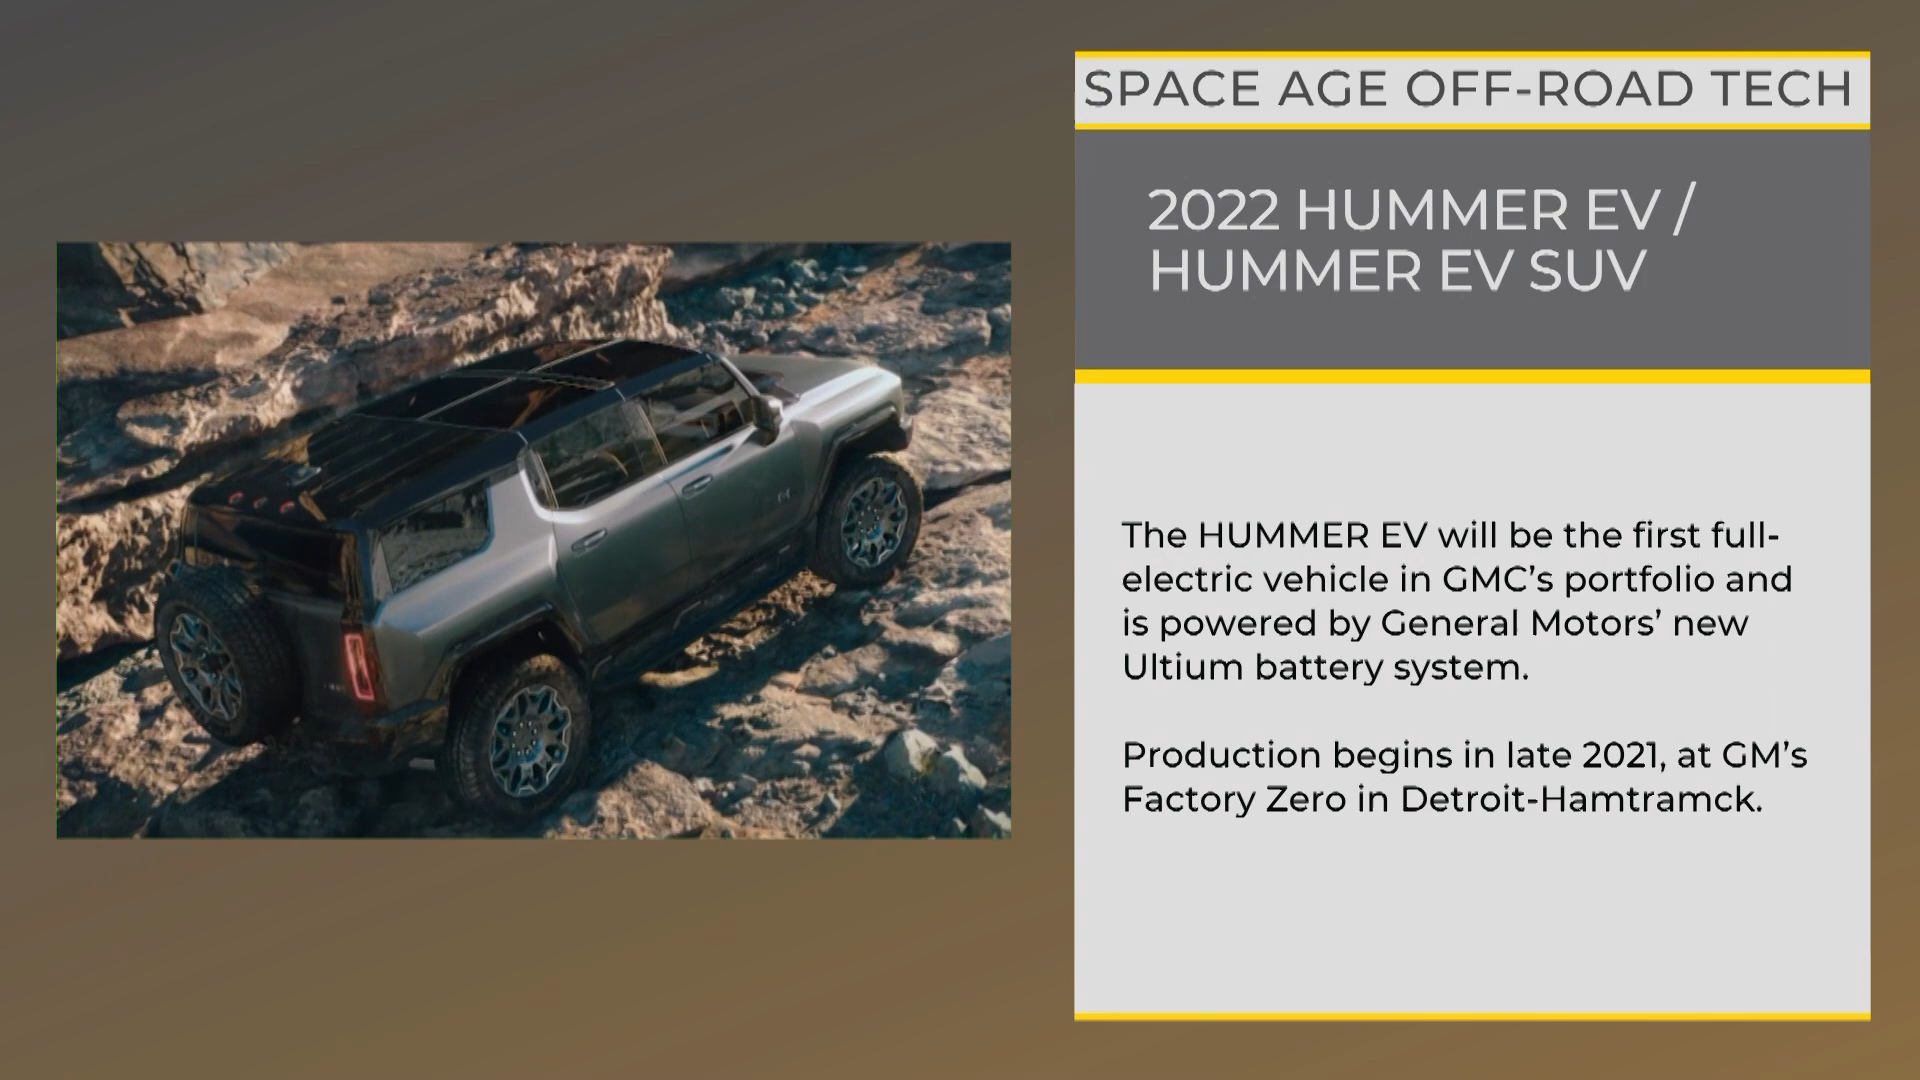 SPACE AGE OFF-ROAD TECH
2022 HUMMER EV /
HUMMER EV SUV
The HUMMER EV will be the first full-
electric vehicle in GMC’s portfolio and
is powered by General Motors’ new
Ultium battery system.
Production begins in late 2021, at GM’s
Factory Zero in Detroit-Hamtramck.